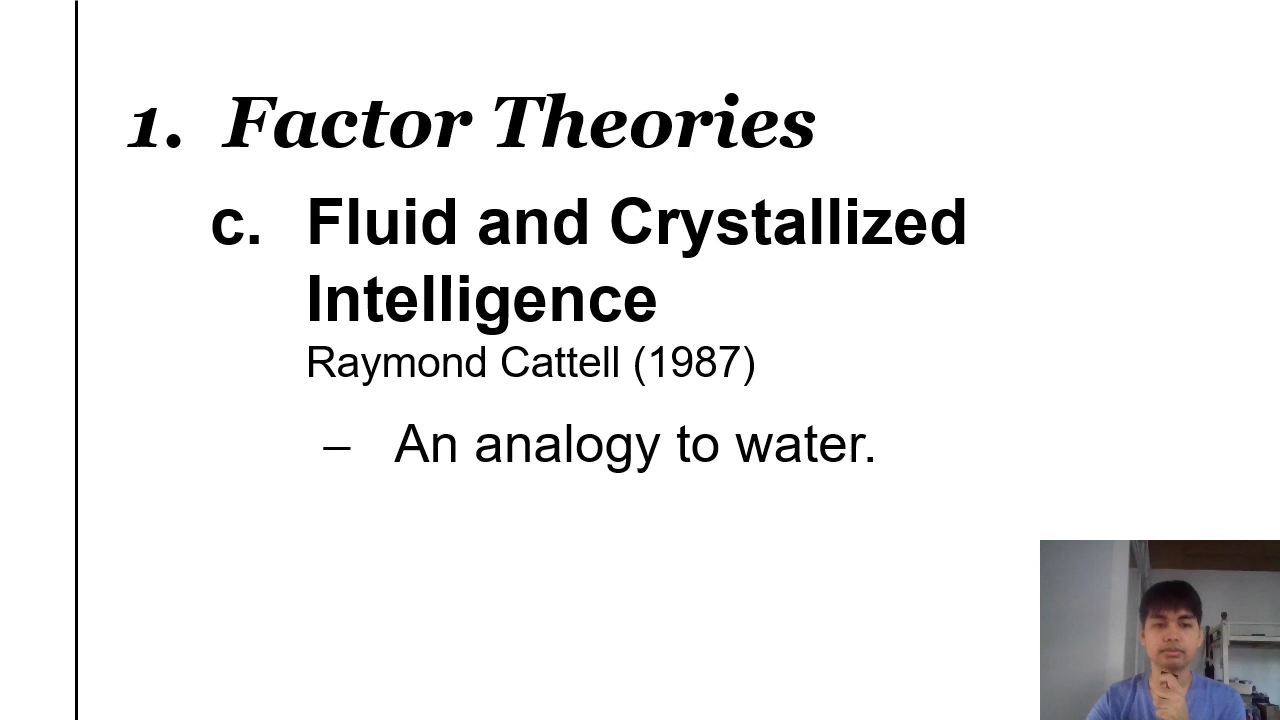 1. Factor Theories
c. Fluid and Crystallized
Intelligence
Raymond Cattell (1987)
– An analogy to water.